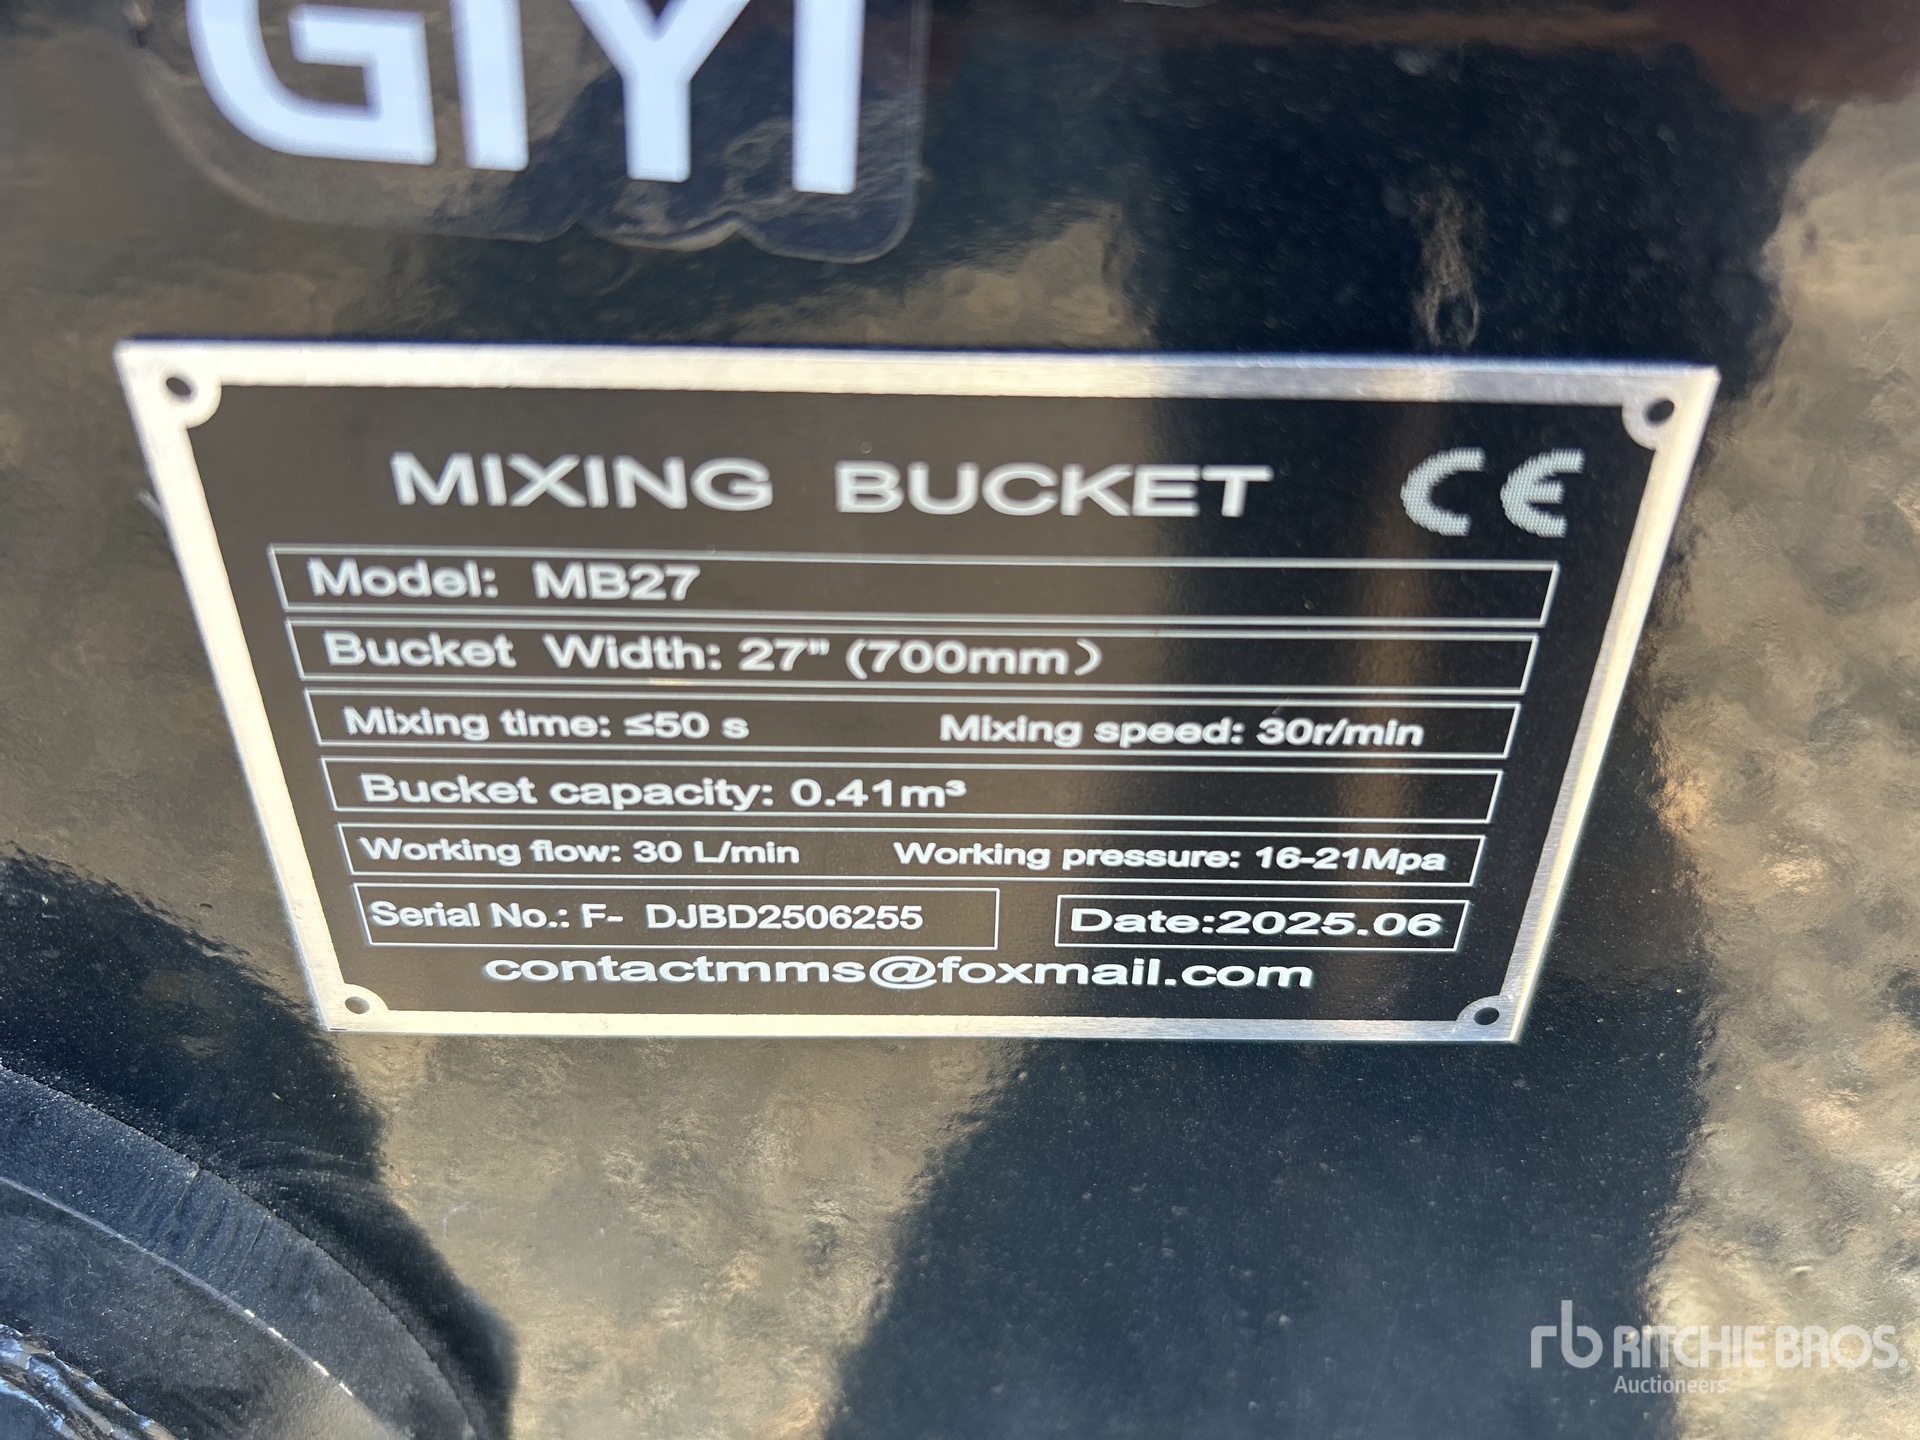 GIYI
MIXING BUCKET CE
Model: MB27
Bucket Width: 27" (700mm)
Mixing time: ≤50 s Mixing speed: 30r/min
Bucket capacity: 0.41m³
Working flow: 30 L/min Working pressure: 16-21Mpa
Serial No.: F- DJBD2506255 Date:2025.06
contactmms@foxmail.com
rb RITCHIE BROS.
Auctioneers